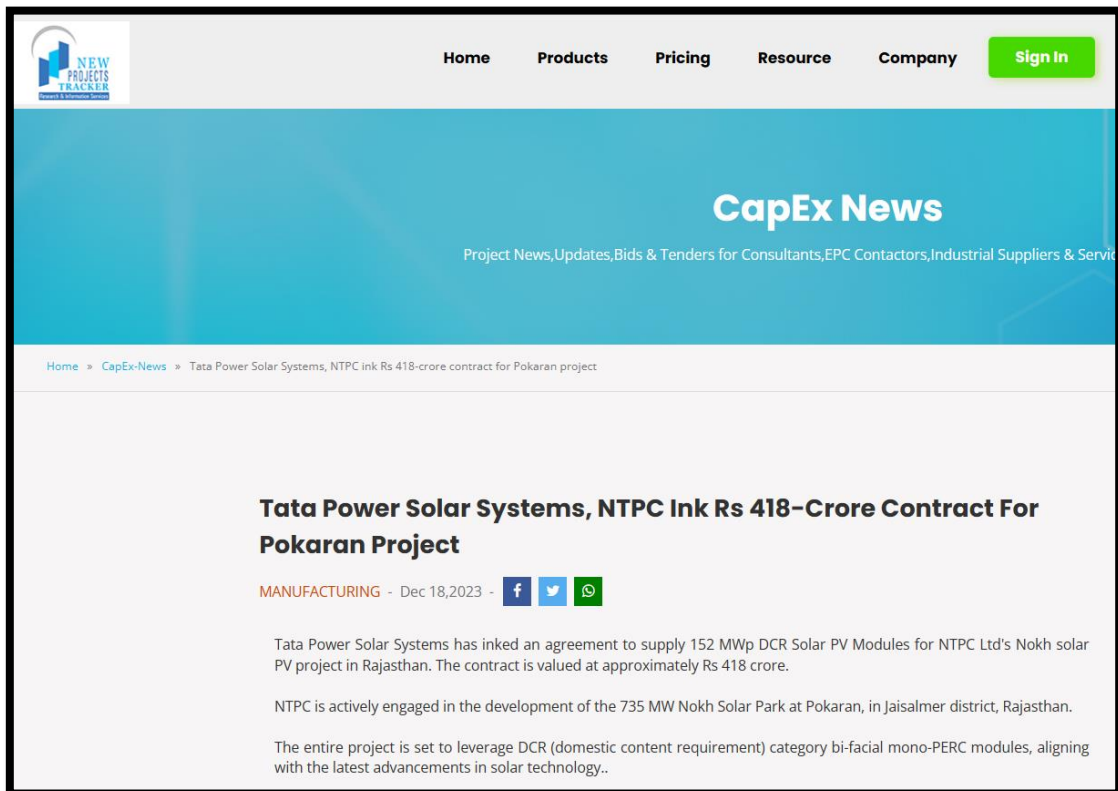 NEW
PROJECTS
TRACKER
Research & Information Services
Home Products Pricing Resource Company Sign In
CapEx News
Project News,Updates,Bids & Tenders for Consultants,EPC Contactors,Industrial Suppliers &
Home » CapEx-News » Tata Power Solar Systems, NTPC ink Rs 418-crore contract for Pokaran project
Tata Power Solar Systems, NTPC Ink Rs 418-Crore Contract For
Pokaran Project
MANUFACTURING - Dec 18,2023 -
Tata Power Solar Systems has inked an agreement to supply 152 MWp DCR Solar PV Modules for NTPC Ltd's Nokh solar
PV project in Rajasthan. The contract is valued at approximately Rs 418 crore.
NTPC is actively engaged in the development of the 735 MW Nokh Solar Park at Pokaran, in Jaisalmer district, Rajasthan.
The entire project is set to leverage DCR (domestic content requirement) category bi-facial mono-PERC modules, aligning
with the latest advancements in solar technology..